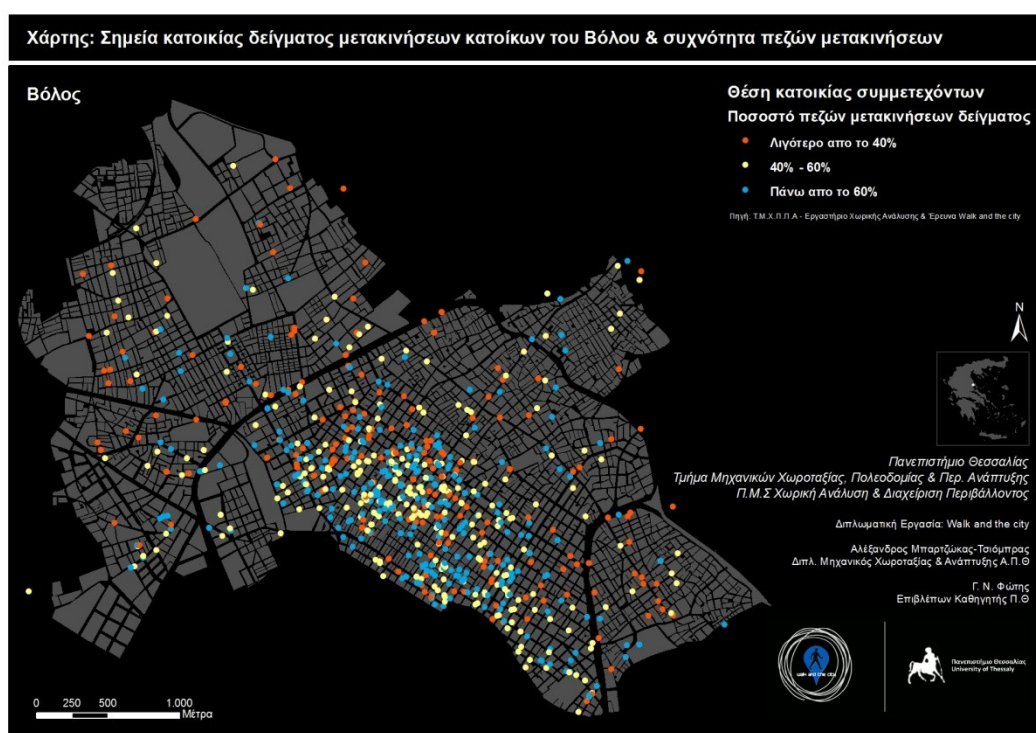 Χάρτης: Σημεία κατοικίας δείγματος μετακινήσεων κατοίκων του Βόλου & συχνότητα πεζών μετακινήσεων
Βόλος
Θέση κατοικίας συμμετεχόντων
Ποσοστό πεζών μετακινήσεων δείγματος
Λιγότερο απο το 40%
40% - 60%
Πάνω απο το 60%
Πηγή: Τ.Μ.Χ.Π.Π.Α - Εργαστήριο Χωρικής Ανάλυσης & Έρευνα Walk and the city
N
Πανεπιστήμιο Θεσσαλίας
Τμήμα Μηχανικών Χωροταξίας, Πολεοδομίας & Περ. Ανάπτυξης
Π.Μ.Σ Χωρική Ανάλυση & Διαχείριση Περιβάλλοντος
Διπλωματική Εργασία: Walk and the city
Αλέξανδρος Μπαρτζώκας-Τσιόμπρας
Διπλ. Μηχανικός Χωροταξίας & Ανάπτυξης Α.Π.Θ
Γ. Ν. Φώτης
Επιβλέπων Καθηγητής Π.Θ
walk and the city
Πανεπιστήμιο Θεσσαλίας
University of Thessaly
0 250 500 1.000
Μέτρα